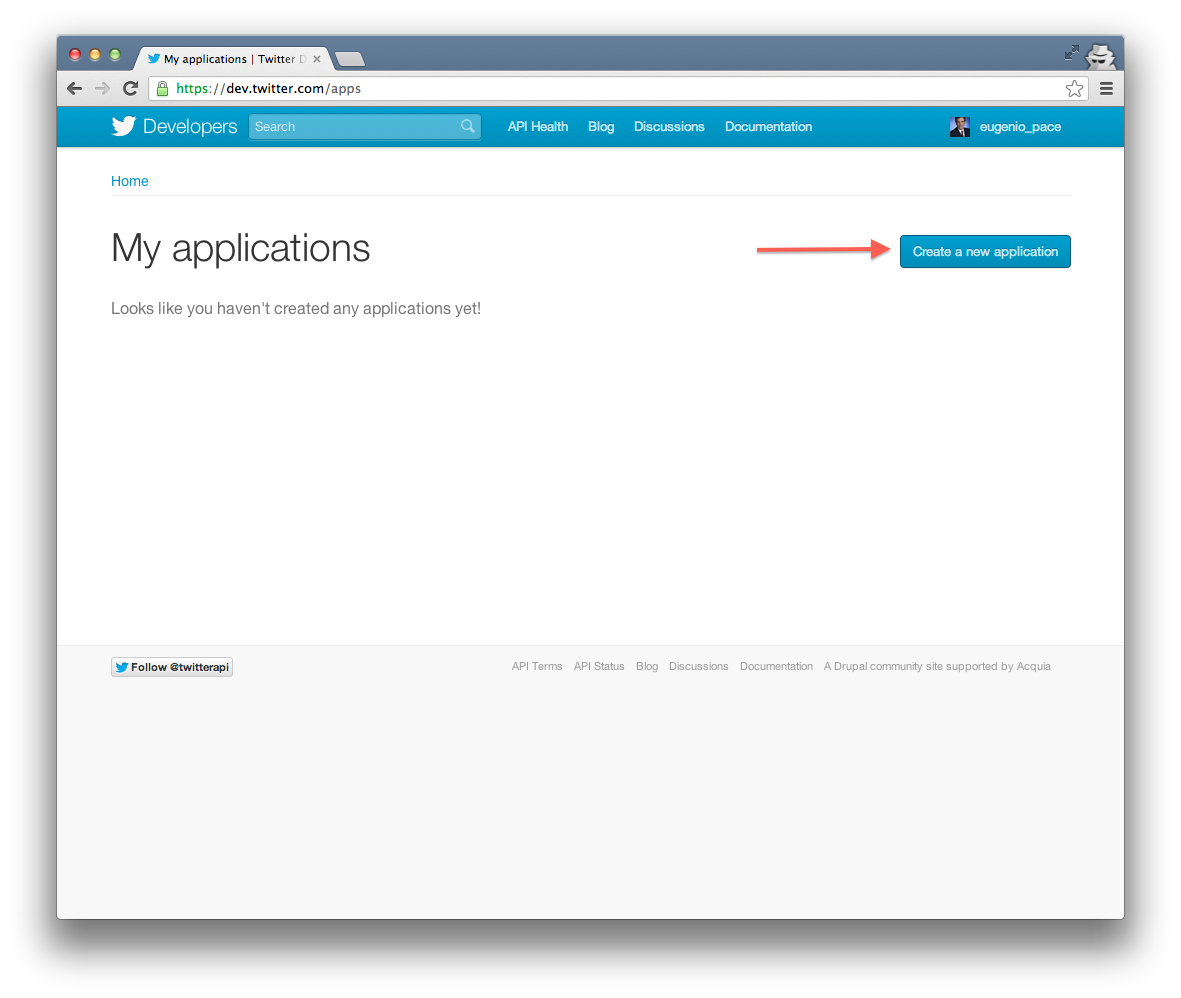 My applications | Twitter D
https://dev.twitter.com/apps
Developers Search API Health Blog Discussions Documentation eugenio_pace
Home
My applications
Create a new application
Looks like you haven't created any applications yet!
Follow @twitterapi API Terms API Status Blog Discussions Documentation A Drupal community site supported by Acquia